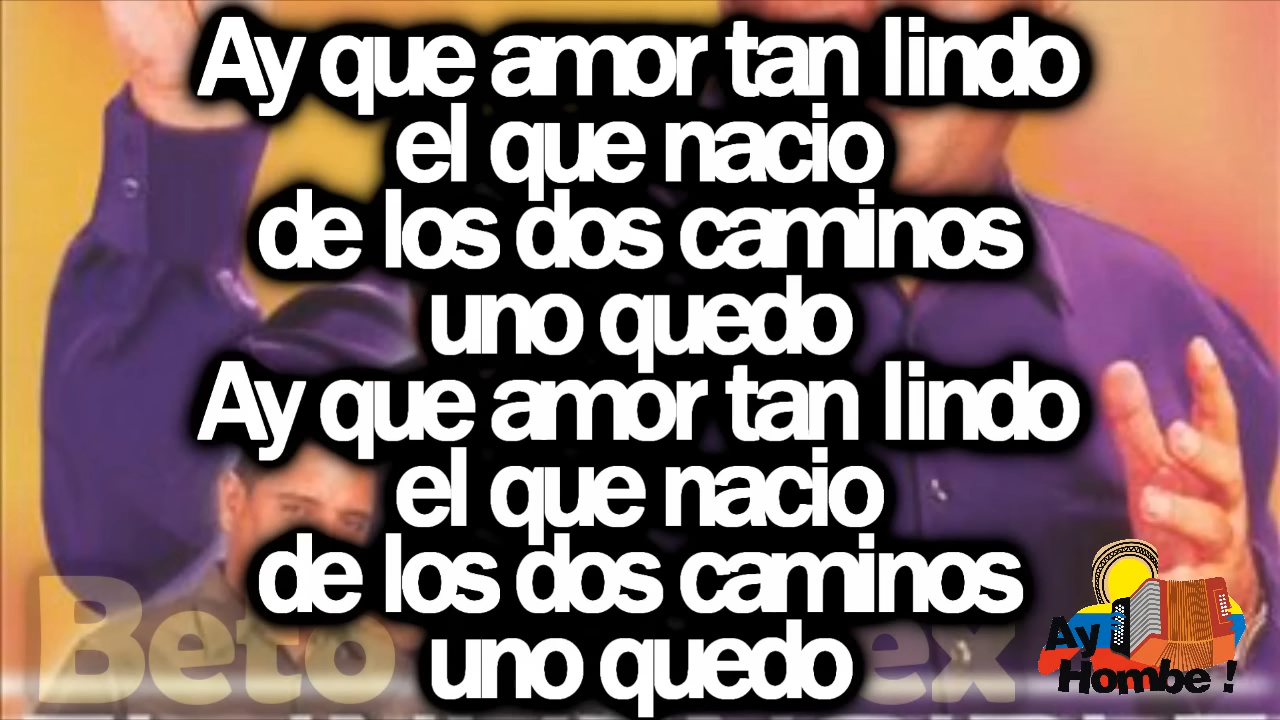 Ay que amor tan lindo
el que nacio
de los dos caminos
uno quedo
Ay que amor tan lindo
el que nacio
de los dos caminos
uno quedo
Beto
Ay
Hombe !